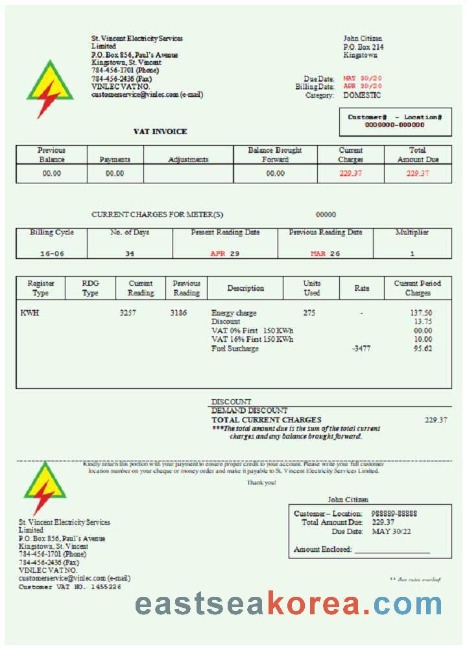 St. Vincent Electricity Services
Limited
P.O. Box 856, Paul's Avenue
Kingstown, St. Vincent
784-456-1701 (Phone)
784-456-2436 (Fax)
VINLEC VAT NO.
customerservice@vinlec.com (e-mail)
John Citizen
P.O. Box 214
Kingstown
Due Date: MAY 30/20
Billing Date: APR 30/20
Category: DOMESTIC
Customer# - Location#
0000000-000000
VAT INVOICE
Previous Balance Payments Adjustments Balance Brought Forward Current Charges Total Amount Due
00.00 00.00 00.00 229.37 229.37
CURRENT CHARGES FOR METER(S) 00000
Billing Cycle No. of Days Present Reading Date Previous Reading Date Multiplier
16-06 34 APR 29 MAR 26 1
Register Type RDG Type Current Reading Previous Reading Description Units Used Rate Current Period Charges
KWH 3257 3186 Energy charge 275 - 137.50
Discount 13.75
VAT 0% First 150 KWh 00.00
VAT 16% First 150 KWh 10.00
Fuel Surcharge -3477 95.62
DISCOUNT
DEMAND DISCOUNT
TOTAL CURRENT CHARGES 229.37
***The total amount due is the sum of the total current
charges and any balance brought forward.
Kindly return this portion with your payment to ensure proper credit to your account. Please write your full customer
location number on your cheque or money order and make it payable to St. Vincent Electricity Services Limited.
Thank you!
John Citizen
Customer – Location: 988889-88888
Total Amount Due: 229.37
Due Date: MAY 30/22
Amount Enclosed:
St. Vincent Electricity Services
Limited
P.O. Box 856, Paul's Avenue
Kingstown, St. Vincent
784-456-1701 (Phone)
784-456-2436 (Fax)
VINLEC VAT NO.
customerservice@vinlec.com (e-mail)
Customer VAT NO. 1455226
eastseakorea.com